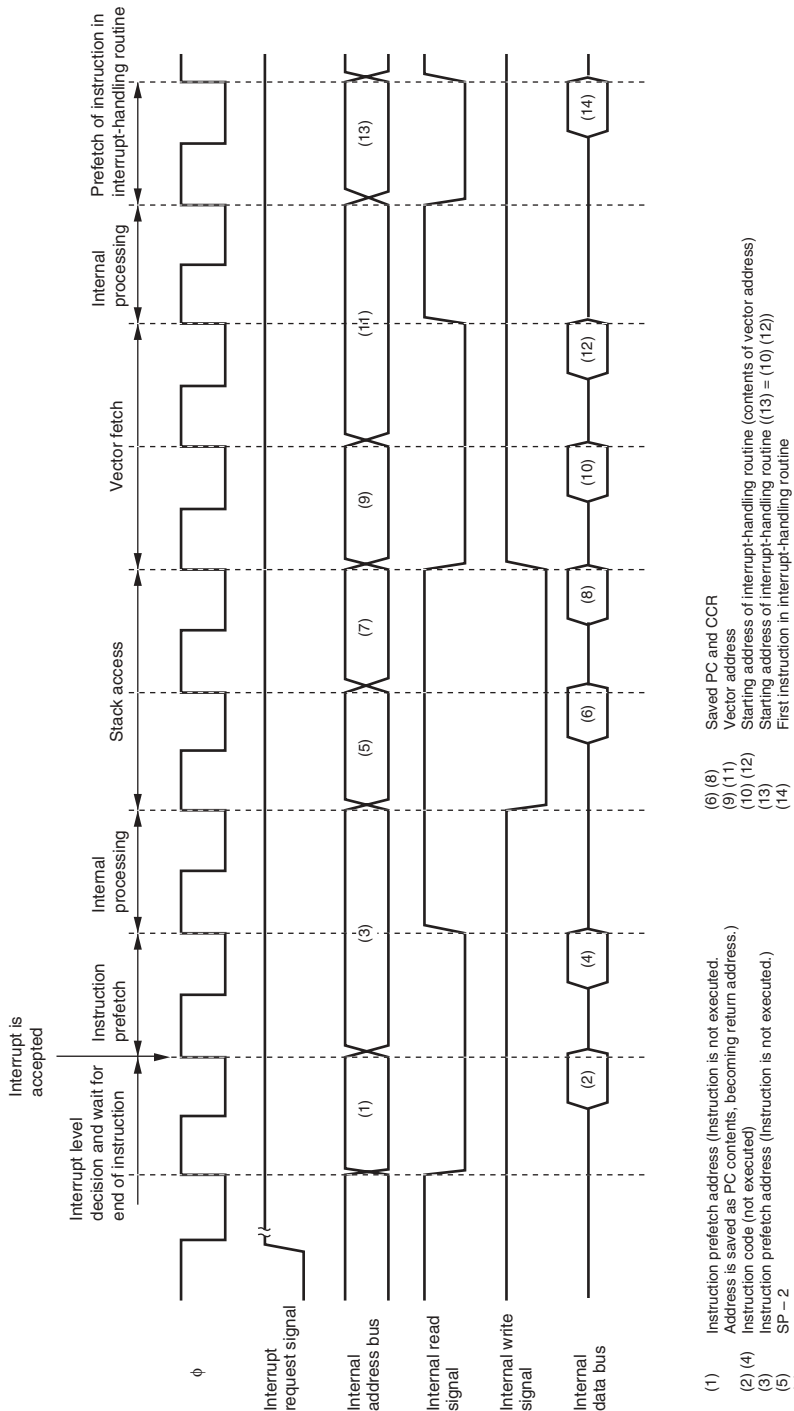 Interrupt is
accepted
Interrupt level
decision and wait for
end of instruction
Instruction
prefetch
Internal
processing
Stack access
Vector fetch
Internal
processing
Prefetch of instruction in
interrupt-handling routine
φ
Interrupt
request signal
Internal
address bus
(1)
(3)
(5)
(7)
(9)
(11)
(13)
Internal read
signal
Internal write
signal
Internal
data bus
(2)
(4)
(6)
(8)
(10)
(12)
(14)
(1) Instruction prefetch address (Instruction is not executed.
Address is saved as PC contents, becoming return address.)
(2) (4) Instruction code (not executed)
(3) Instruction prefetch address (Instruction is not executed.)
(5) SP – 2
(6) (8) Saved PC and CCR
(9) (11) Vector address
(10) (12) Starting address of interrupt-handling routine (contents of vector address)
(13) Starting address of interrupt-handling routine ((13) = (10) (12))
(14) First instruction in interrupt-handling routine